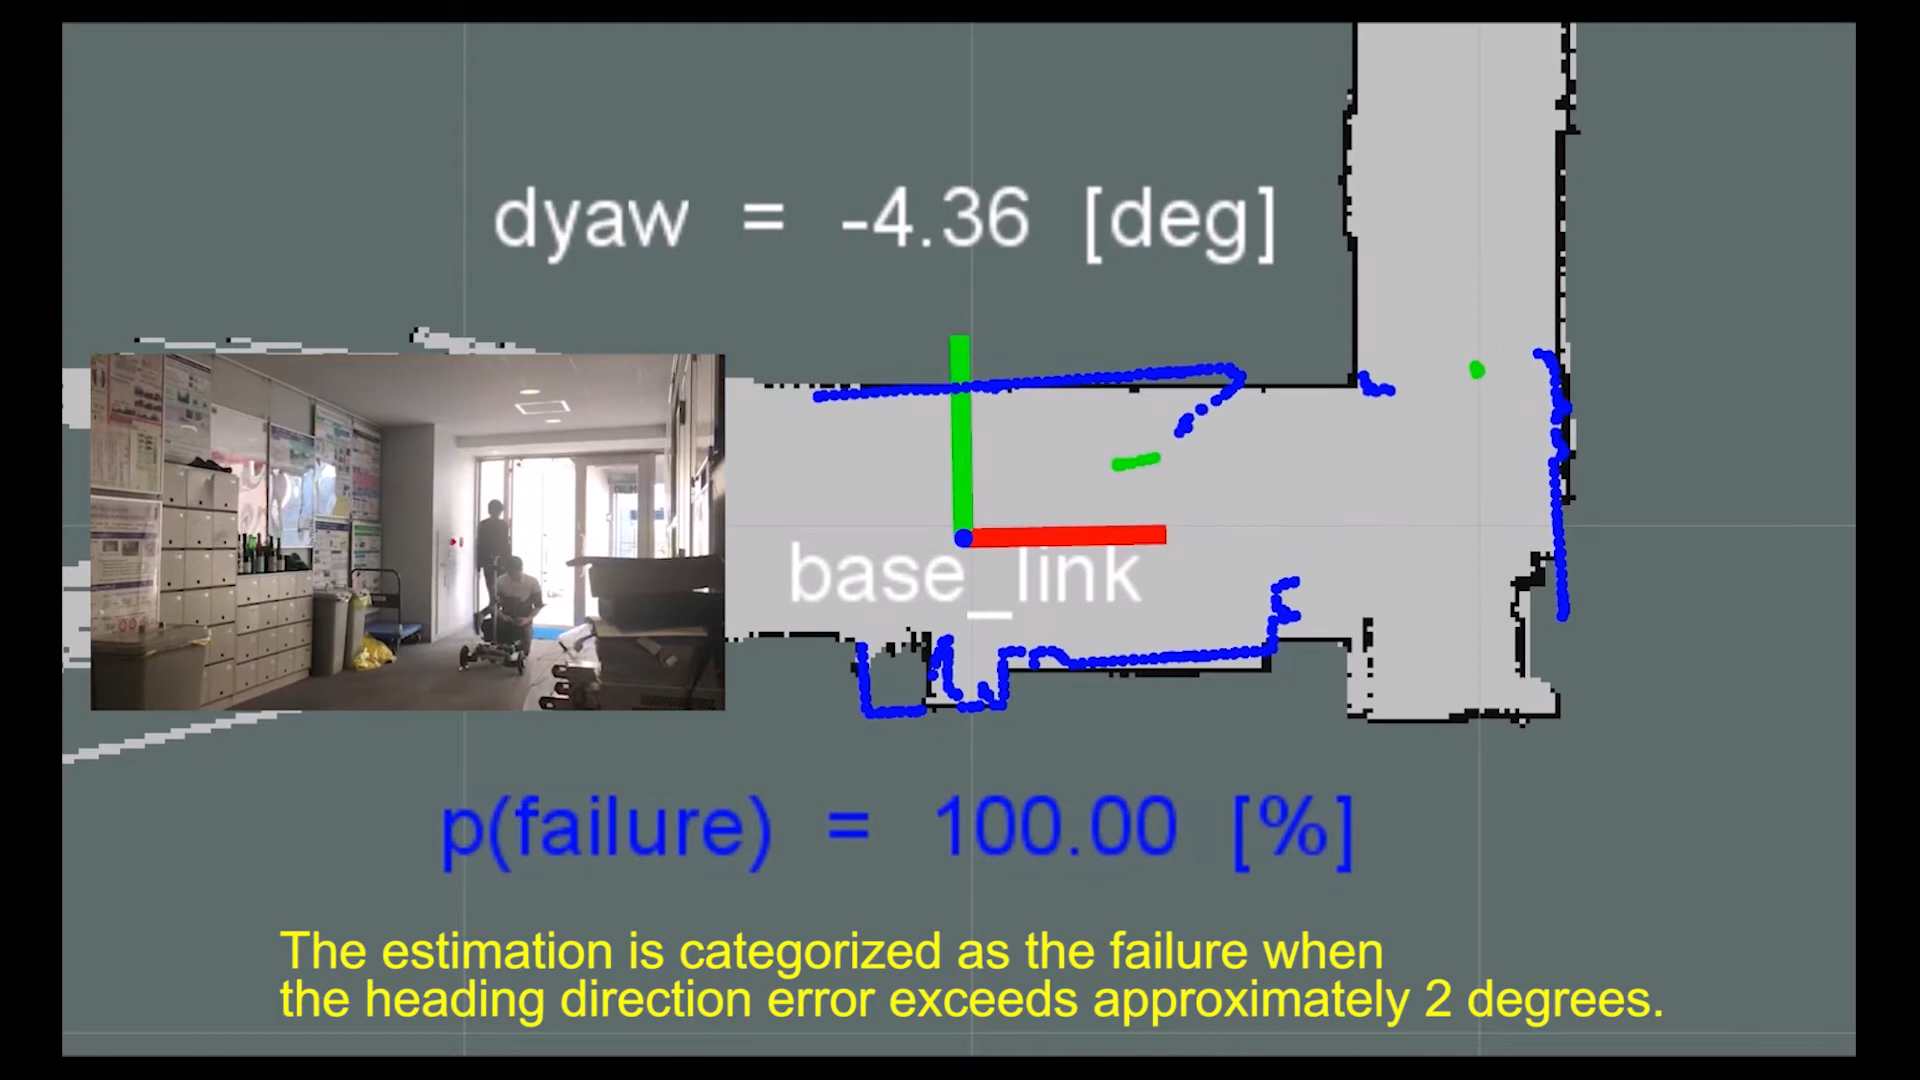 dyaw = -4.36 [deg]
base_link
p(failure) = 100.00 [%]
The estimation is categorized as the failure when
the heading direction error exceeds approximately 2 degrees.